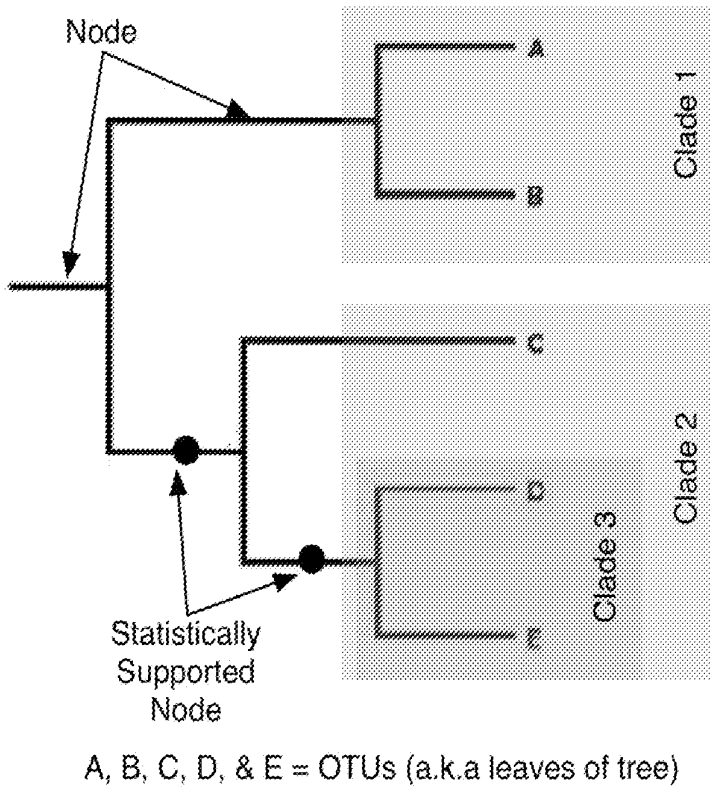 Node
A
Clade 1
B
C
Clade 2
D
Clade 3
E
Statistically
Supported
Node
A, B, C, D, & E = OTUs (a.k.a leaves of tree)